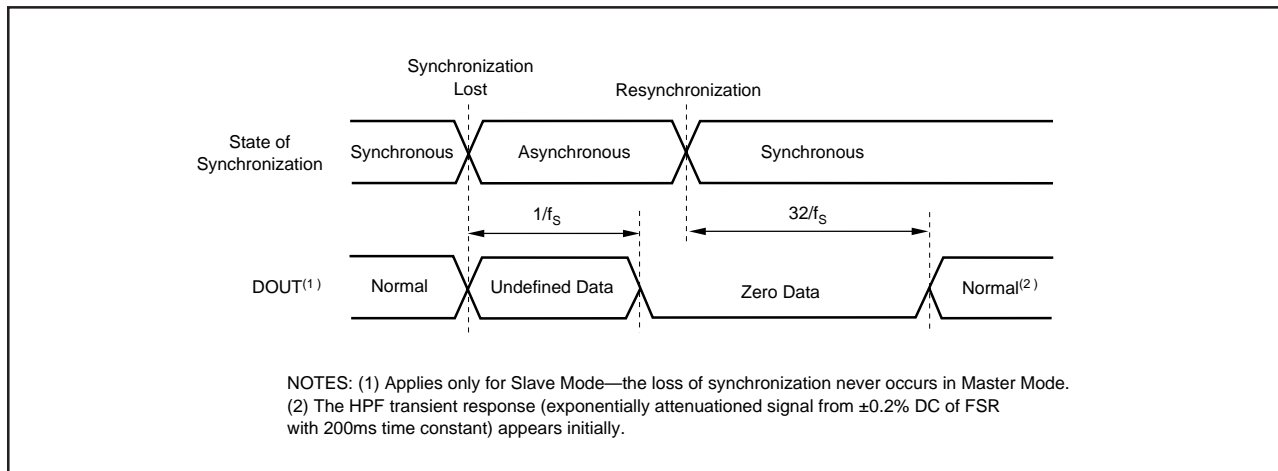 Synchronization
Lost
Resynchronization
State of
Synchronization
Synchronous
Asynchronous
Synchronous
1/fS
32/fS
DOUT(1)
Normal
Undefined Data
Zero Data
Normal(2)
NOTES: (1) Applies only for Slave Mode—the loss of synchronization never occurs in Master Mode.
(2) The HPF transient response (exponentially attenuationed signal from ±0.2% DC of FSR
with 200ms time constant) appears initially.